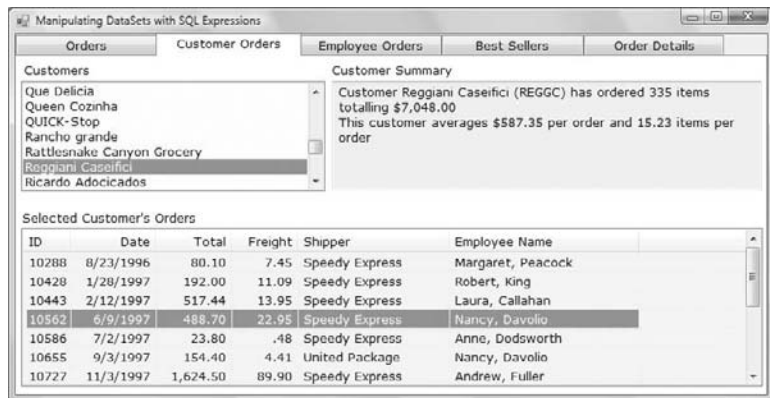 Manipulating DataSets with SQL Expressions
Orders
Customer Orders
Employee Orders
Best Sellers
Order Details
Customers
Que Delicia
Queen Cozinha
QUICK-Stop
Rancho grande
Rattlesnake Canyon Grocery
Reggiani Caseifici
Ricardo Adocicados
Customer Summary
Customer Reggiani Caseifici (REGGC) has ordered 335 items
totalling $7,048.00
This customer averages $587.35 per order and 15.23 items per
order
Selected Customer's Orders
ID Date Total Freight Shipper Employee Name
10288 8/23/1996 80.10 7.45 Speedy Express Margaret, Peacock
10428 1/28/1997 192.00 11.09 Speedy Express Robert, King
10443 2/12/1997 517.44 13.95 Speedy Express Laura, Callahan
10562 6/9/1997 488.70 22.95 Speedy Express Nancy, Davolio
10586 7/2/1997 23.80 .48 Speedy Express Anne, Dodsworth
10655 9/3/1997 154.40 4.41 United Package Nancy, Davolio
10727 11/3/1997 1,624.50 89.90 Speedy Express Andrew, Fuller